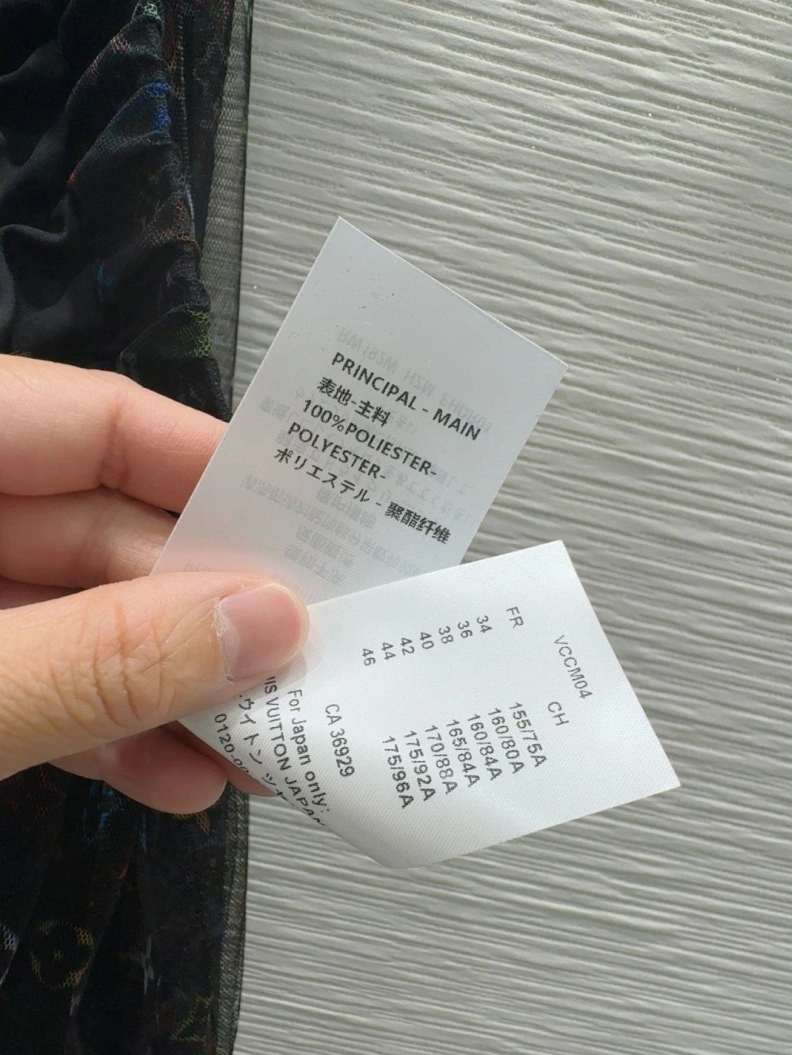 PRINCIPAL - MAIN
表地-主料
100%POLIESTER-
POLYESTER-
ポリエステル - 聚酯纤维
VCCM04
FR CH
34 155/75A
36 160/80A
38 160/84A
40 165/84A
42 170/88A
44 175/92A
46 175/96A
CA 36929
For Japan only:
VUITTON JAPAN
0120-00